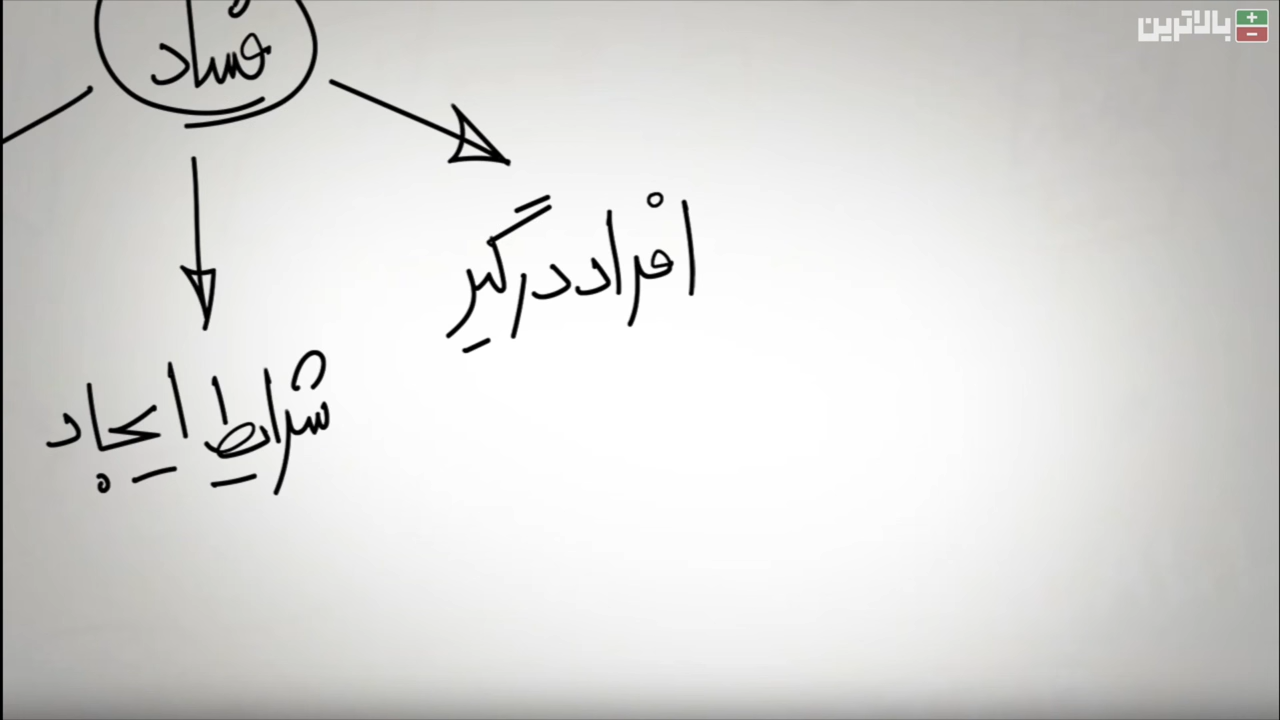 بالاترین
فساد
افراد درگیر
شرایط ایجاد